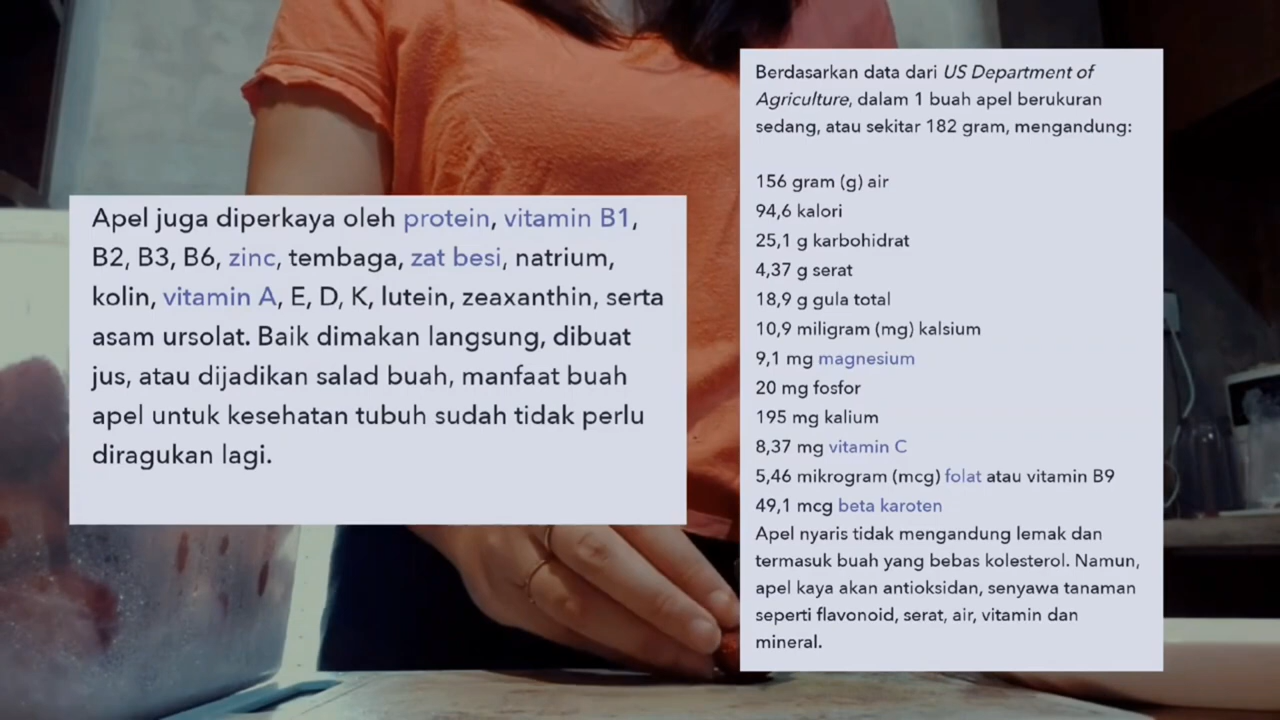 Apel juga diperkaya oleh protein, vitamin B1,
B2, B3, B6, zinc, tembaga, zat besi, natrium,
kolin, vitamin A, E, D, K, lutein, zeaxanthin, serta
asam ursolat. Baik dimakan langsung, dibuat
jus, atau dijadikan salad buah, manfaat buah
apel untuk kesehatan tubuh sudah tidak perlu
diragukan lagi.
Berdasarkan data dari US Department of
Agriculture, dalam 1 buah apel berukuran
sedang, atau sekitar 182 gram, mengandung:
156 gram (g) air
94,6 kalori
25,1 g karbohidrat
4,37 g serat
18,9 g gula total
10,9 miligram (mg) kalsium
9,1 mg magnesium
20 mg fosfor
195 mg kalium
8,37 mg vitamin C
5,46 mikrogram (mcg) folat atau vitamin B9
49,1 mcg beta karoten
Apel nyaris tidak mengandung lemak dan
termasuk buah yang bebas kolesterol. Namun,
apel kaya akan antioksidan, senyawa tanaman
seperti flavonoid, serat, air, vitamin dan
mineral.